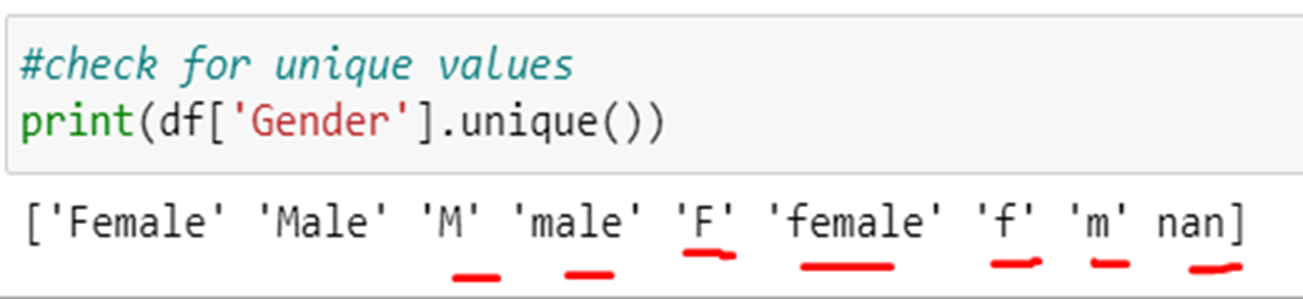 #check for unique values
print(df['Gender'].unique())
['Female' 'Male' 'M' 'male' 'F' 'female' 'f' 'm' nan]